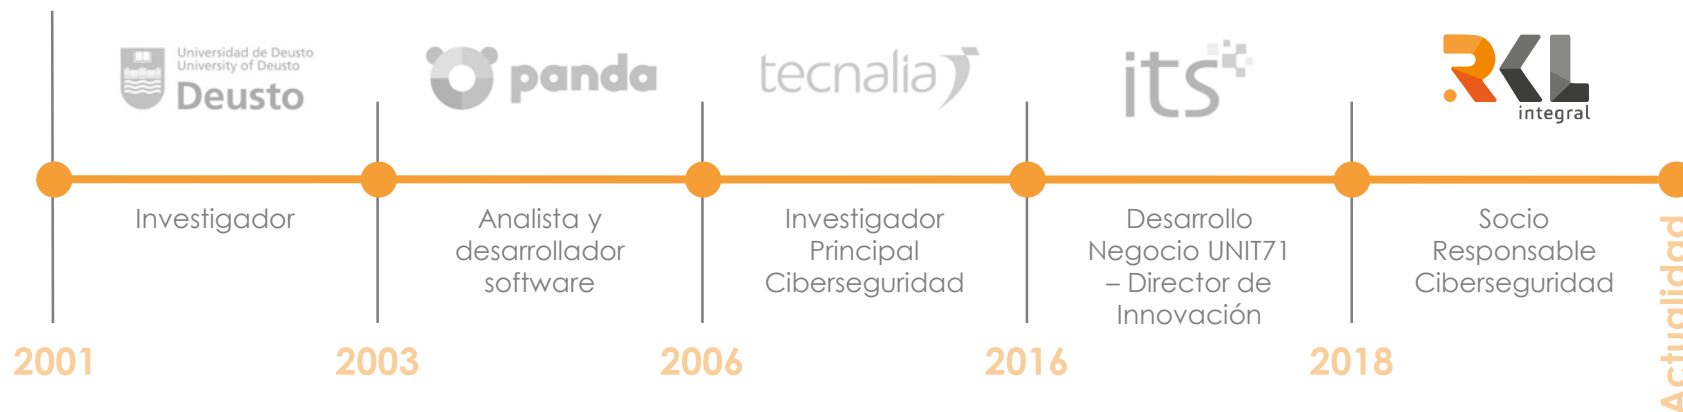 Universidad de Deusto
University of Deusto
Deusto
panda
tecnalia
its
RKL
integral
Investigador
Analista y
desarrollador
software
Investigador
Principal
Ciberseguridad
Desarrollo
Negocio UNIT71
– Director de
Innovación
Socio
Responsable
Ciberseguridad
2001
2003
2006
2016
2018
Actualidad